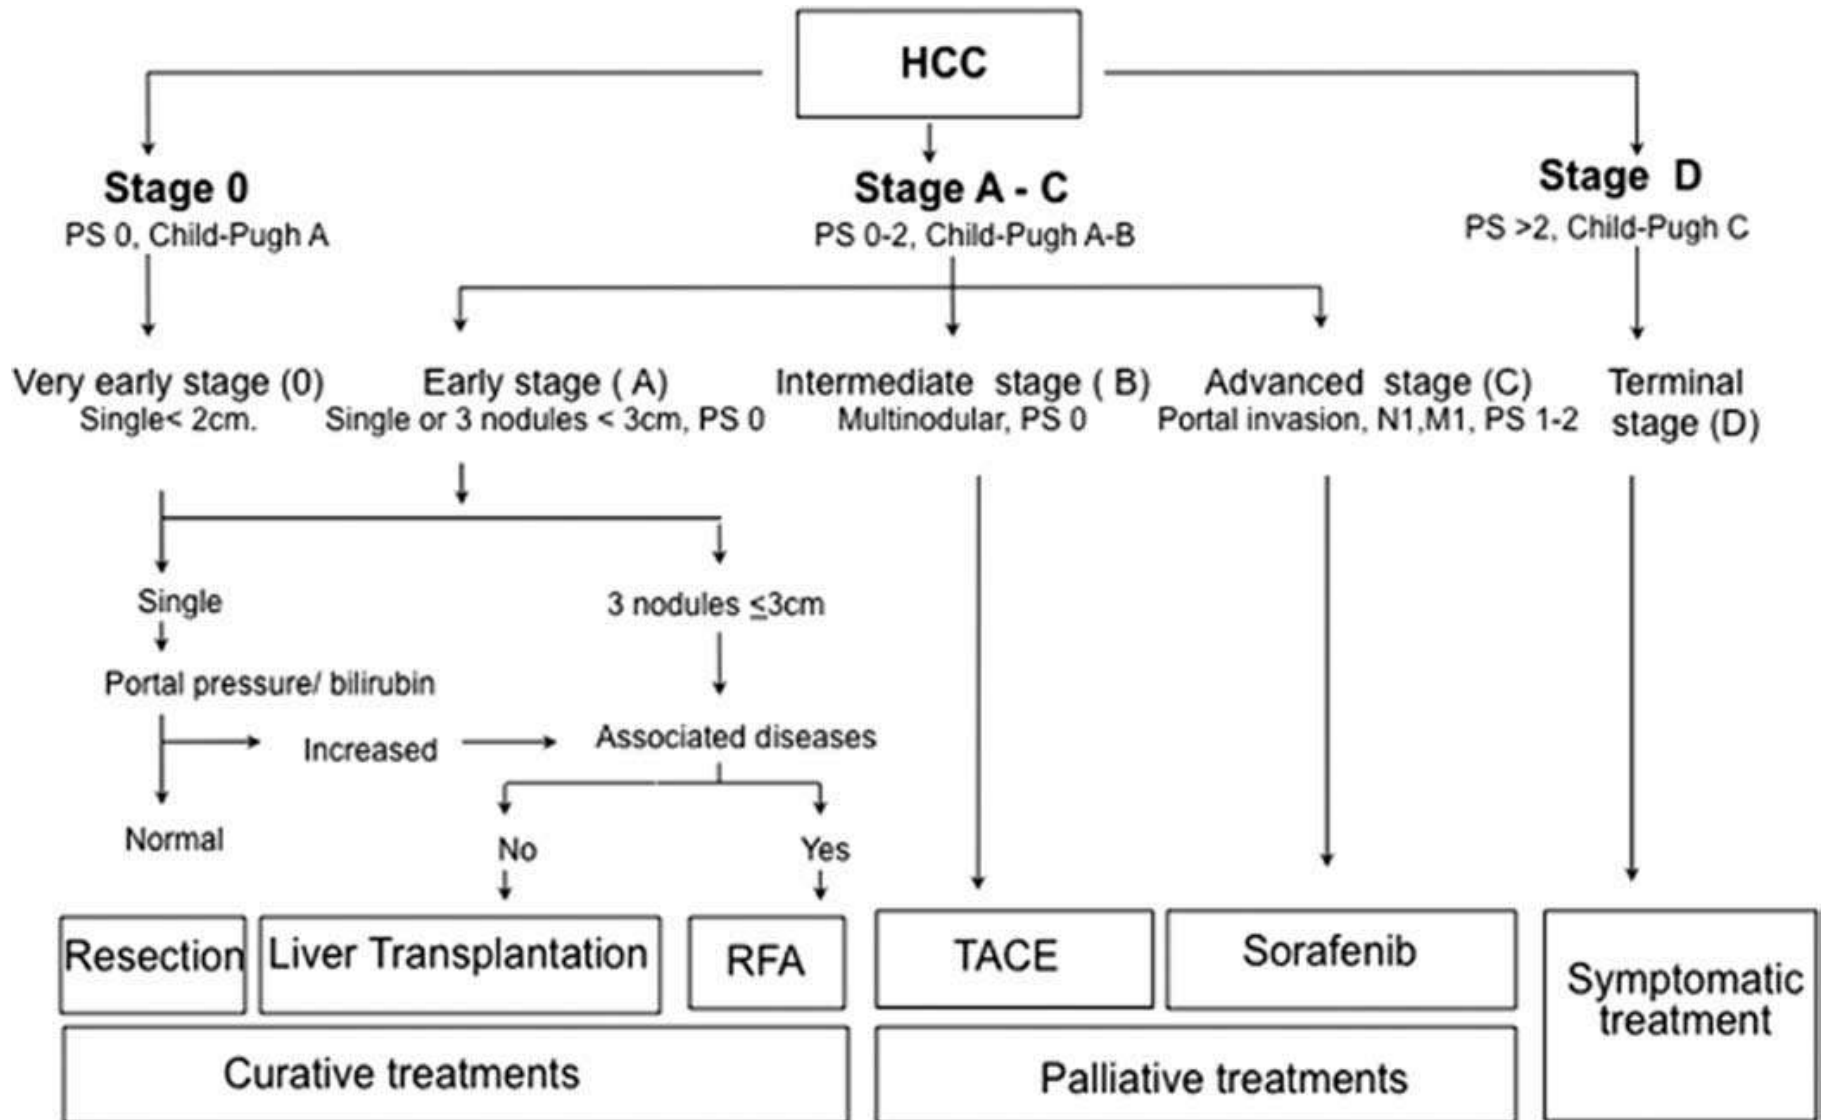 HCC
Stage 0
PS 0, Child-Pugh A
Stage A - C
PS 0-2, Child-Pugh A-B
Stage D
PS >2, Child-Pugh C
Very early stage (0)
Single< 2cm.
Early stage ( A)
Single or 3 nodules < 3cm, PS 0
Intermediate stage ( B)
Multinodular, PS 0
Advanced stage (C)
Portal invasion, N1,M1, PS 1-2
Terminal
stage (D)
Single
3 nodules ≤3cm
Portal pressure/ bilirubin
Increased
Associated diseases
Normal
No
Yes
Resection
Liver Transplantation
RFA
TACE
Sorafenib
Symptomatic
treatment
Curative treatments
Palliative treatments